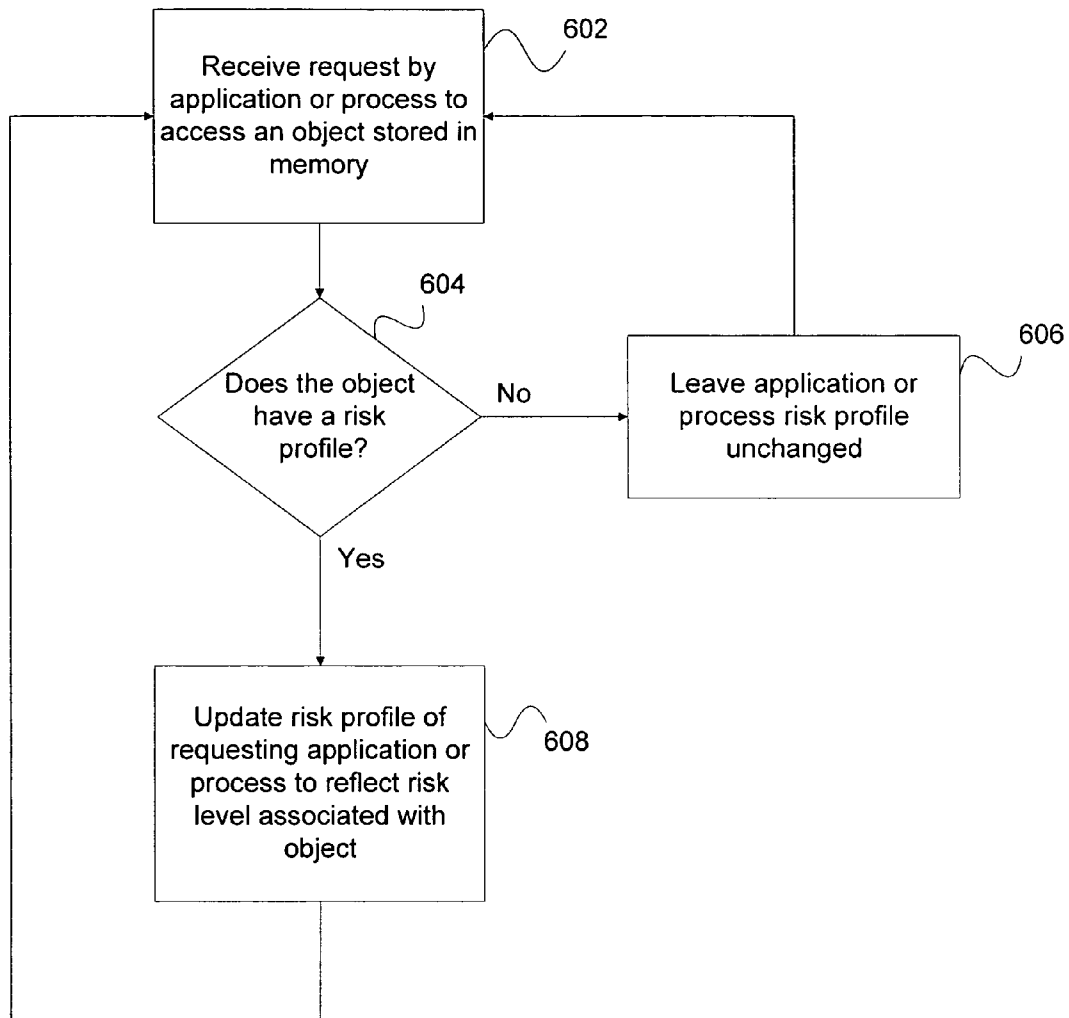 602
Receive request by
application or process to
access an object stored in
memory
604
Does the object
have a risk
profile?
No
606
Leave application or
process risk profile
unchanged
Yes
Update risk profile of
requesting application or
process to reflect risk
level associated with
object
608